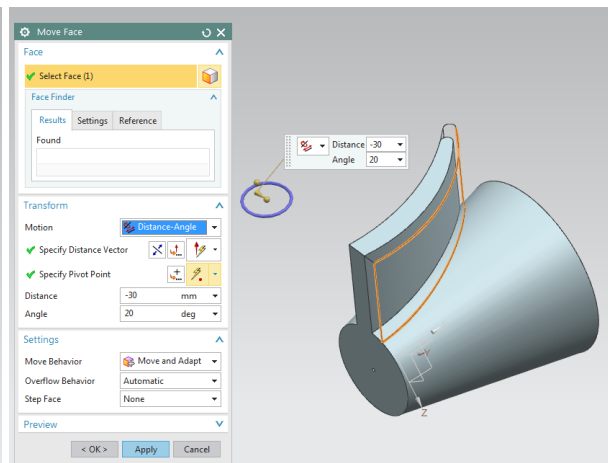 Move Face
Face
Select Face (1)
Face Finder
Results Settings Reference
Found
Transform
Motion Distance-Angle
Specify Distance Vector
Specify Pivot Point
Distance -30 mm
Angle 20 deg
Settings
Move Behavior Move and Adapt
Overflow Behavior Automatic
Step Face None
Preview
< OK > Apply Cancel
Distance -30
Angle 20
Y
Z